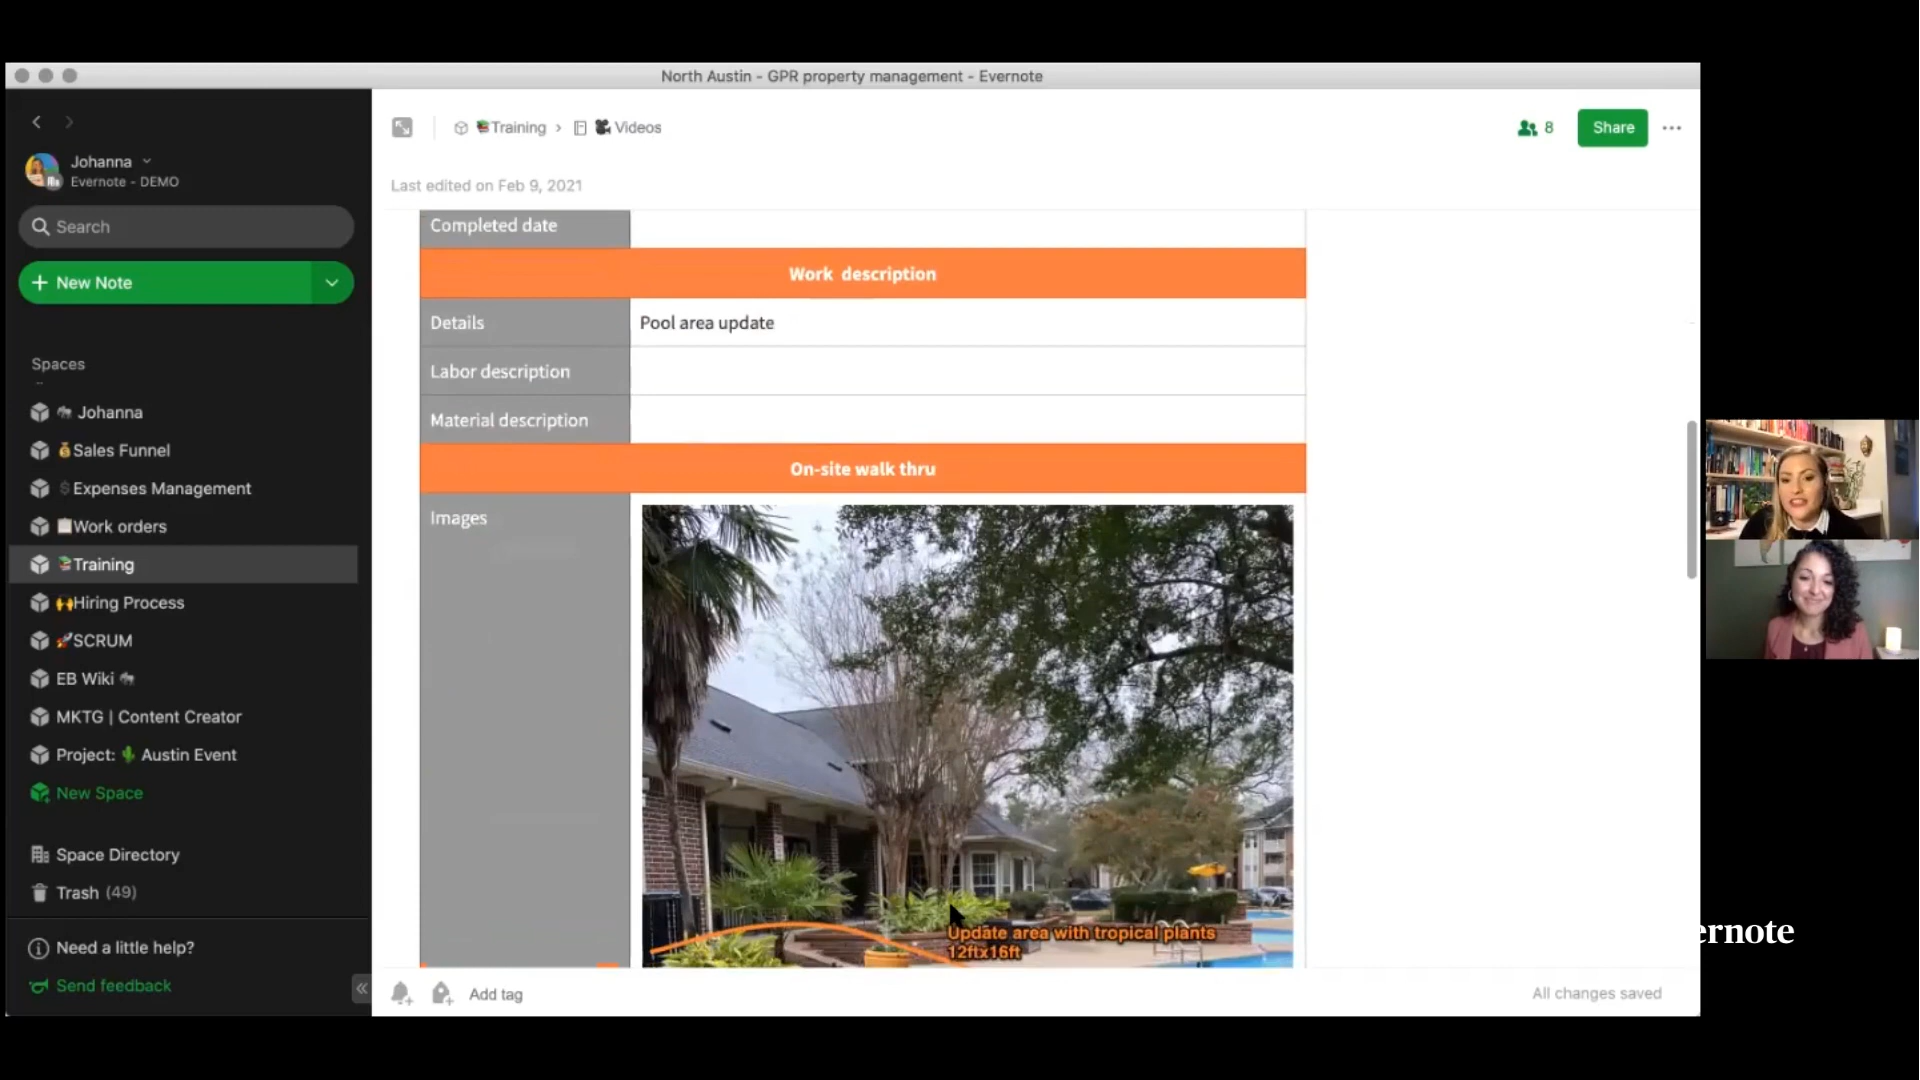 North Austin - GPR property management - Evernote
Training > Videos
8
Share
Last edited on Feb 9, 2021
Johanna
Evernote - DEMO
Search
+ New Note
Spaces
Johanna
Sales Funnel
Expenses Management
Work orders
Training
Hiring Process
SCRUM
EB Wiki
MKTG | Content Creator
Project: Austin Event
New Space
Space Directory
Trash (49)
Need a little help?
Send feedback
Completed date
Work description
Details
Pool area update
Labor description
Material description
On-site walk thru
Images
Update area with tropical plants
12ftx16ft
Add tag
All changes saved
ernote